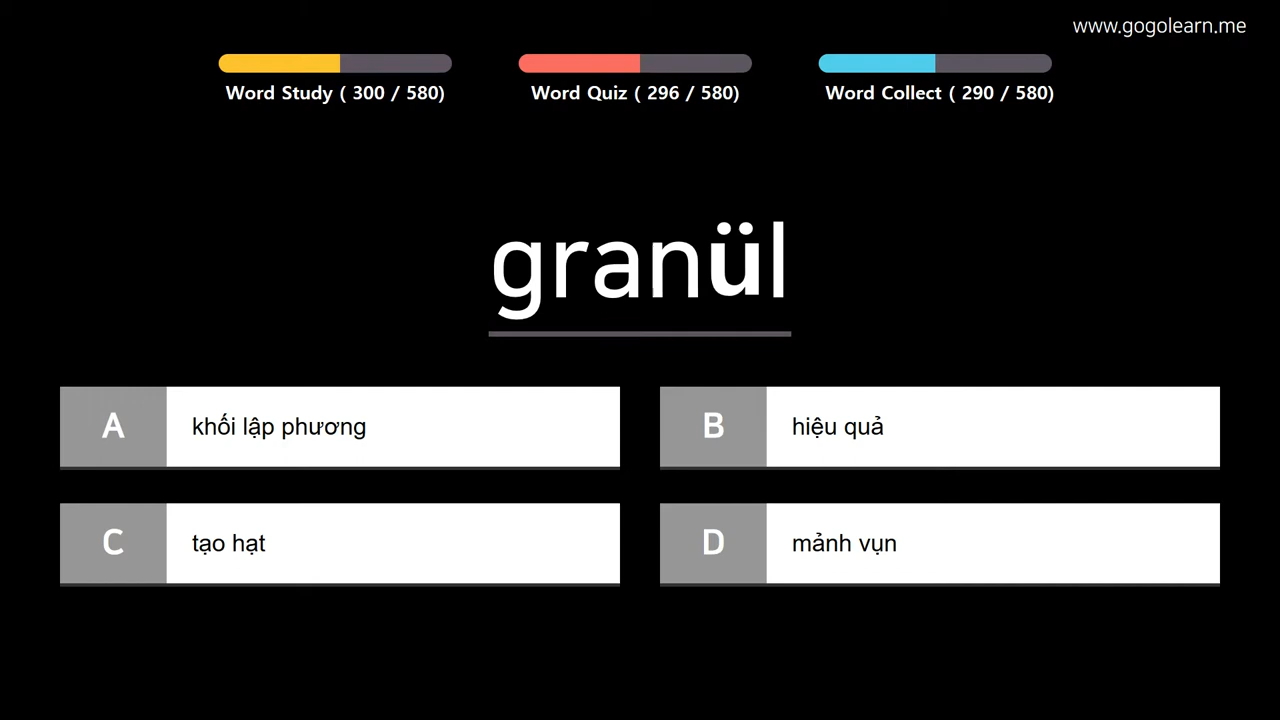 www.gogolearn.me
Word Study ( 300 / 580)
Word Quiz ( 296 / 580)
Word Collect ( 290 / 580)
granül
A khối lập phương
B hiệu quả
C tạo hạt
D mảnh vụn